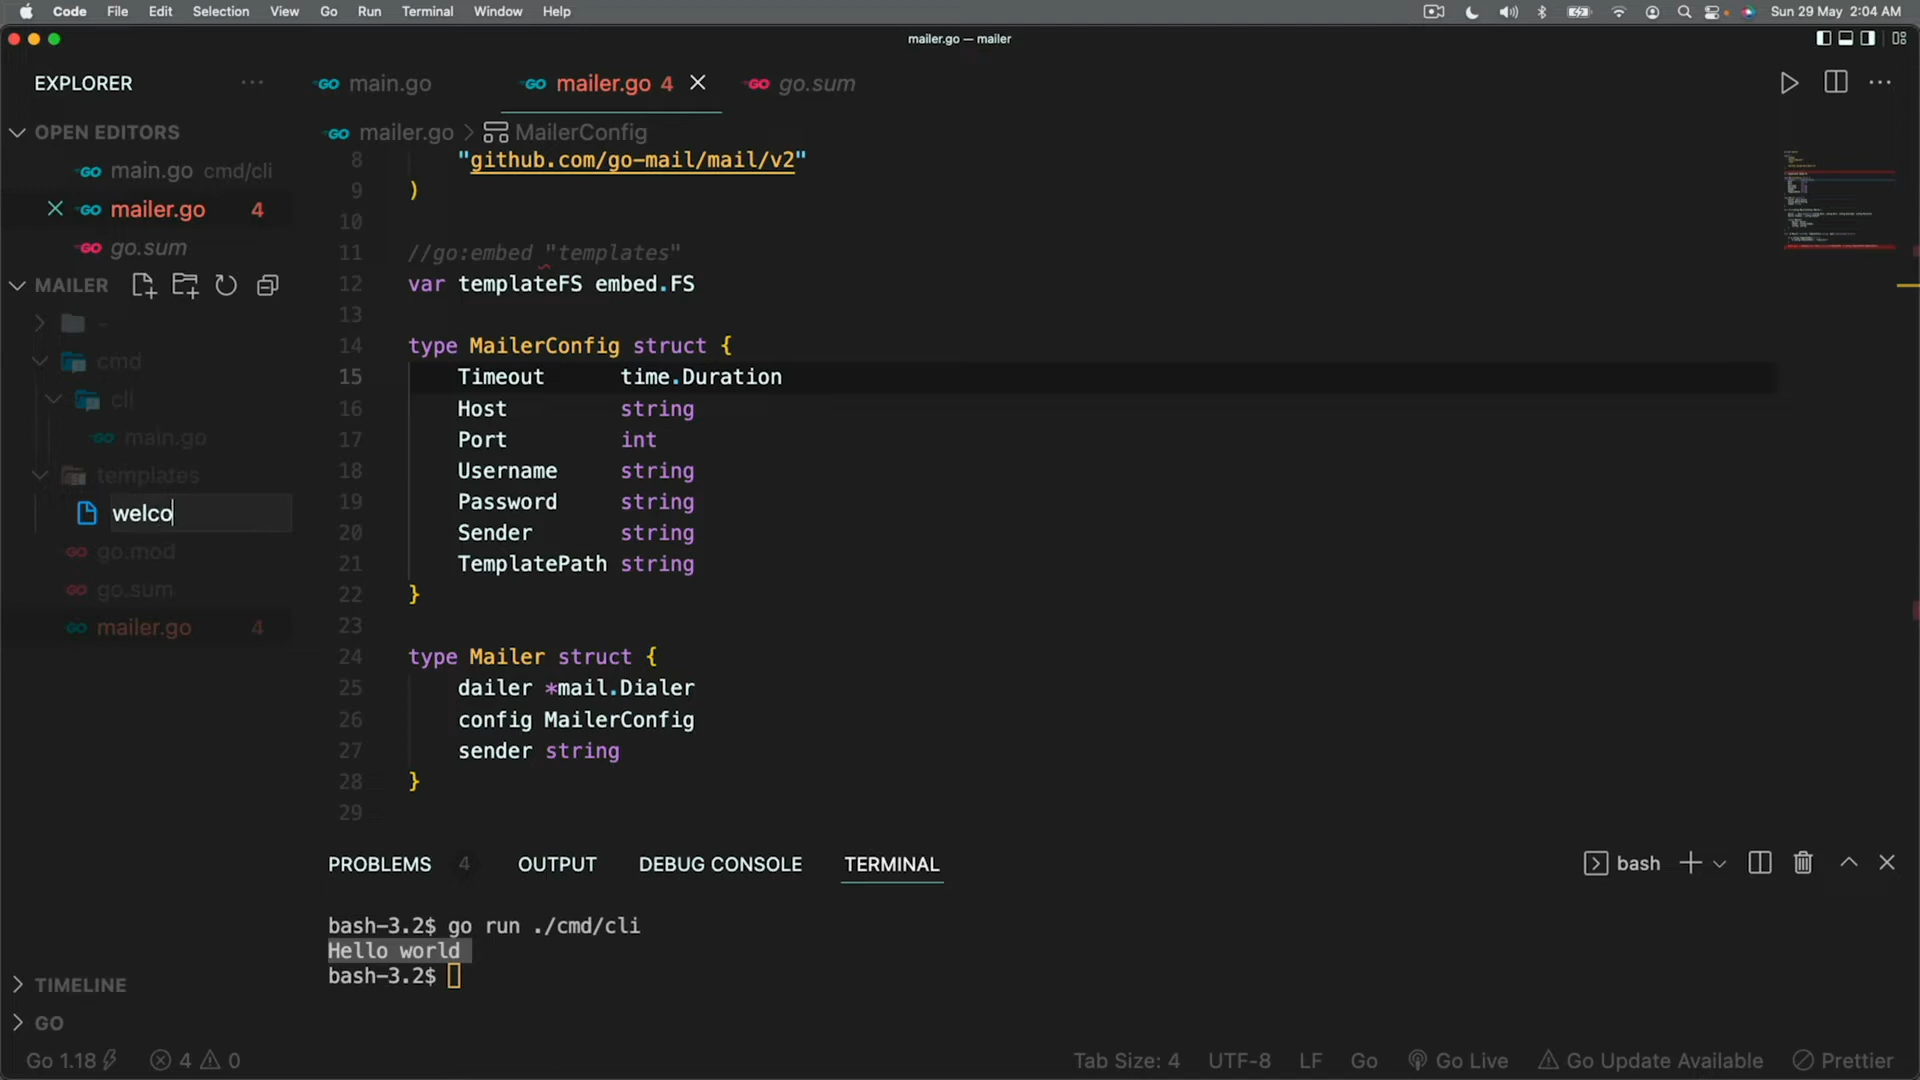 Code File Edit Selection View Go Run Terminal Window Help Sun 29 May 2:04 AM
mailer.go — mailer
EXPLORER
main.go
mailer.go 4
go.sum
OPEN EDITORS
main.go cmd/cli
mailer.go 4
go.sum
MAILER
cmd
cli
main.go
templates
welco
go.mod
go.sum
mailer.go 4
TIMELINE
GO
mailer.go > MailerConfig
8 "github.com/go-mail/mail/v2"
9 )
10
11 //go:embed "templates"
12 var templateFS embed.FS
13
14 type MailerConfig struct {
15 Timeout time.Duration
16 Host string
17 Port int
18 Username string
19 Password string
20 Sender string
21 TemplatePath string
22 }
23
24 type Mailer struct {
25 dailer *mail.Dialer
26 config MailerConfig
27 sender string
28 }
29
PROBLEMS 4 OUTPUT DEBUG CONSOLE TERMINAL
bash
bash-3.2$ go run ./cmd/cli
Hello world
bash-3.2$
Go 1.18 4 0 Tab Size: 4 UTF-8 LF Go Go Live Go Update Available Prettier